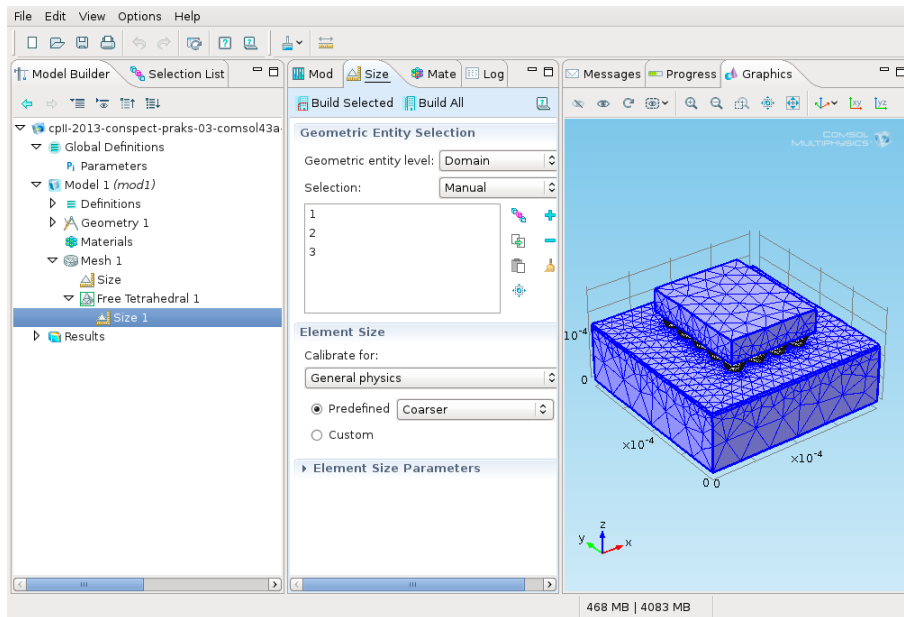 File Edit View Options Help
Model Builder
Selection List
cpII-2013-conspect-praks-03-comsol43a
Global Definitions
Pi Parameters
Model 1 (mod1)
Definitions
Geometry 1
Materials
Mesh 1
Size
Free Tetrahedral 1
Size 1
Results
Mod Size Mate Log
Build Selected Build All
Geometric Entity Selection
Geometric entity level: Domain
Selection: Manual
1
2
3
Element Size
Calibrate for:
General physics
Predefined Coarser
Custom
Element Size Parameters
Messages Progress Graphics
xy yz
COMSOL
MULTIPHYSICS
10⁻⁴
0
×10⁻⁴
×10⁻⁴
0 0
z
y x
468 MB | 4083 MB